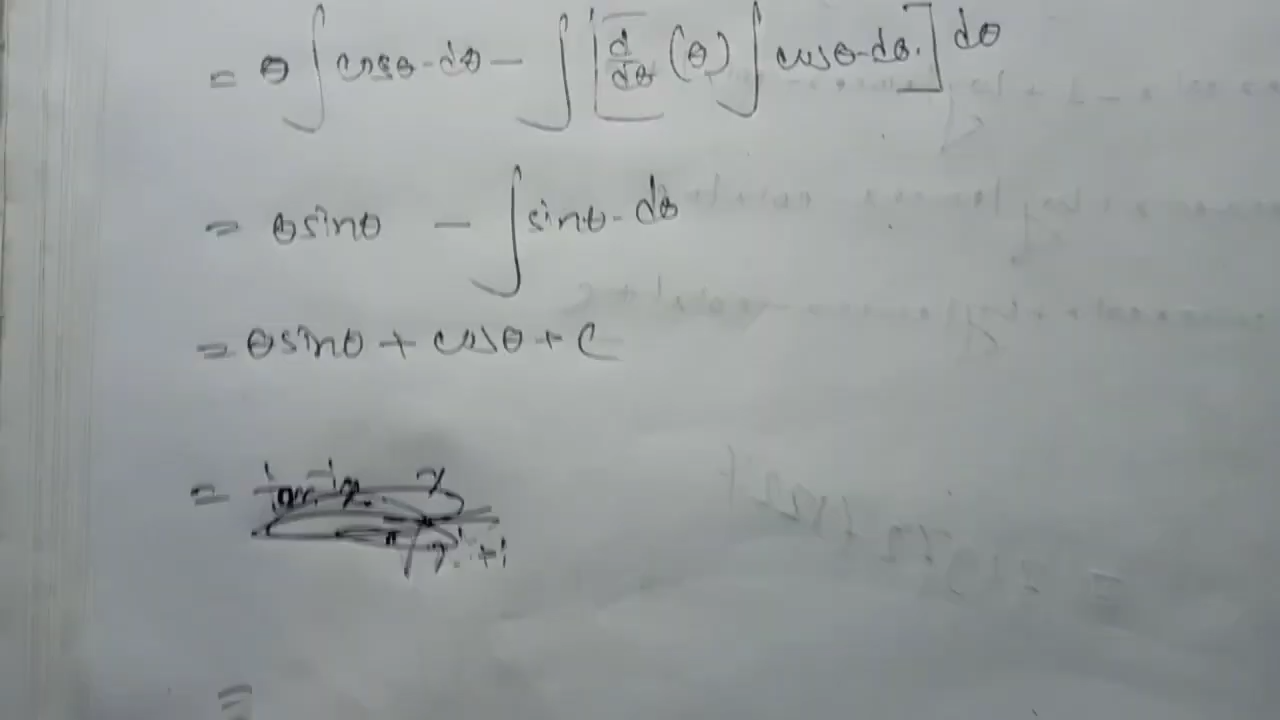 = θ∫cosθ·dθ - ∫[d/dθ (θ) ∫cosθ·dθ.] dθ
= θsinθ - ∫sinθ·dθ
= θsinθ + cosθ + C
=
=